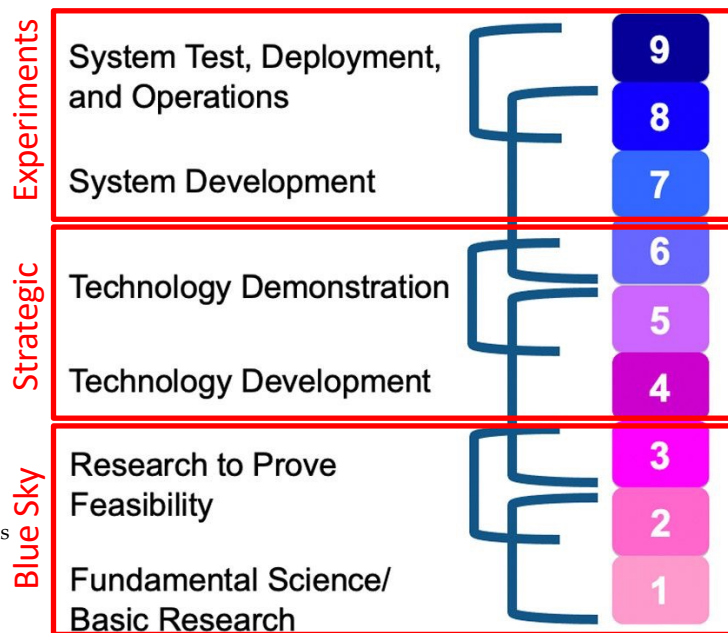 Experiments
System Test, Deployment,
and Operations
System Development
9
8
7
Strategic
Technology Demonstration
Technology Development
6
5
4
Blue Sky
s
Research to Prove
Feasibility
Fundamental Science/
Basic Research
3
2
1